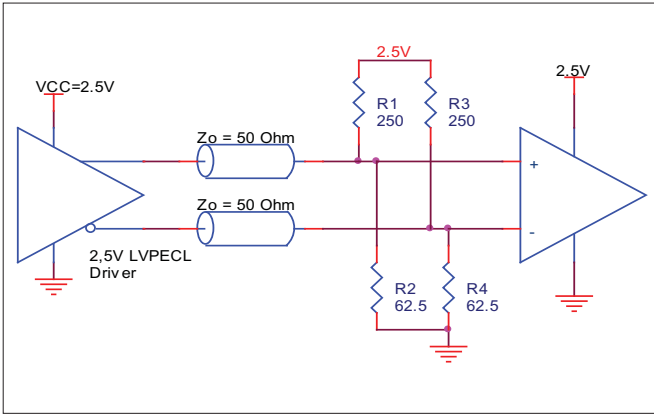 2.5V
VCC=2.5V
2.5V
R1
250
R3
250
Zo = 50 Ohm
+
Zo = 50 Ohm
-
2,5V LVPECL
Driver
R2
62.5
R4
62.5